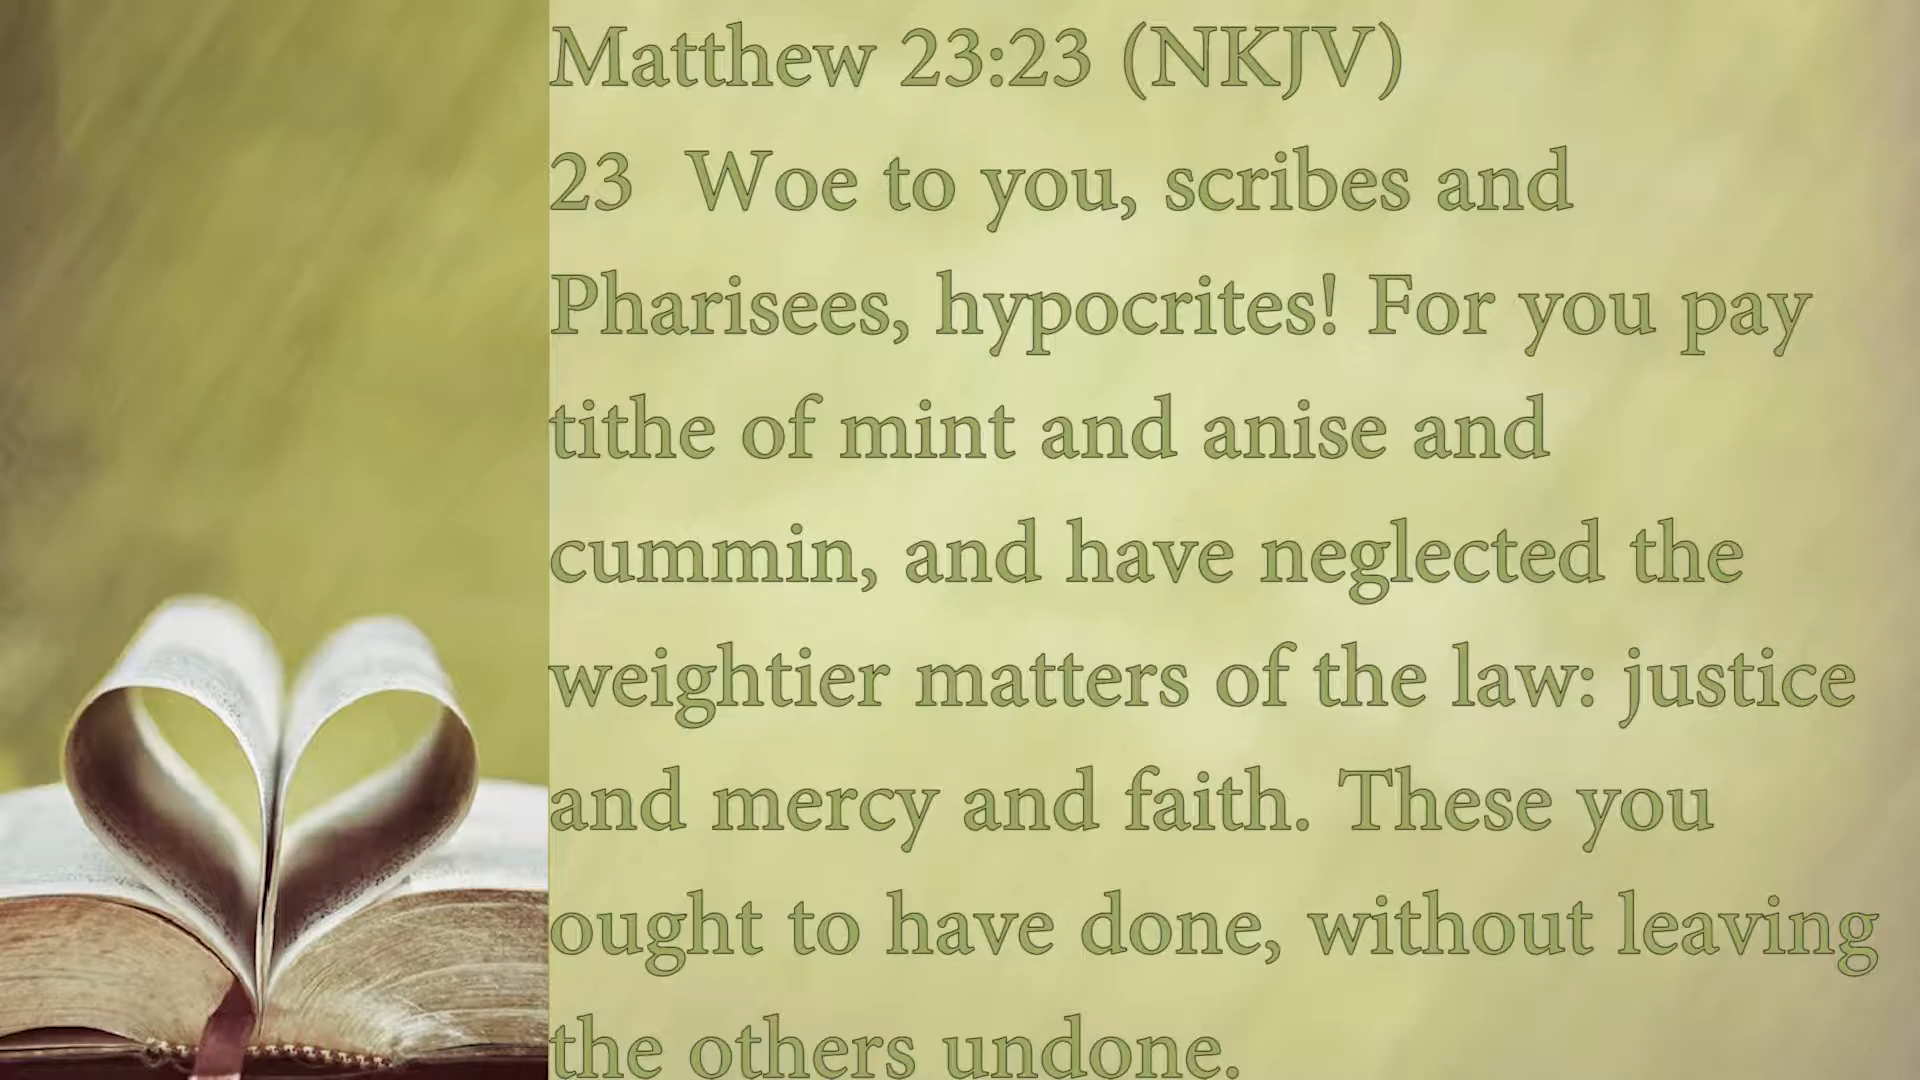 Matthew 23:23 (NKJV)
23 Woe to you, scribes and
Pharisees, hypocrites! For you pay
tithe of mint and anise and
cummin, and have neglected the
weightier matters of the law: justice
and mercy and faith. These you
ought to have done, without leaving
the others undone.